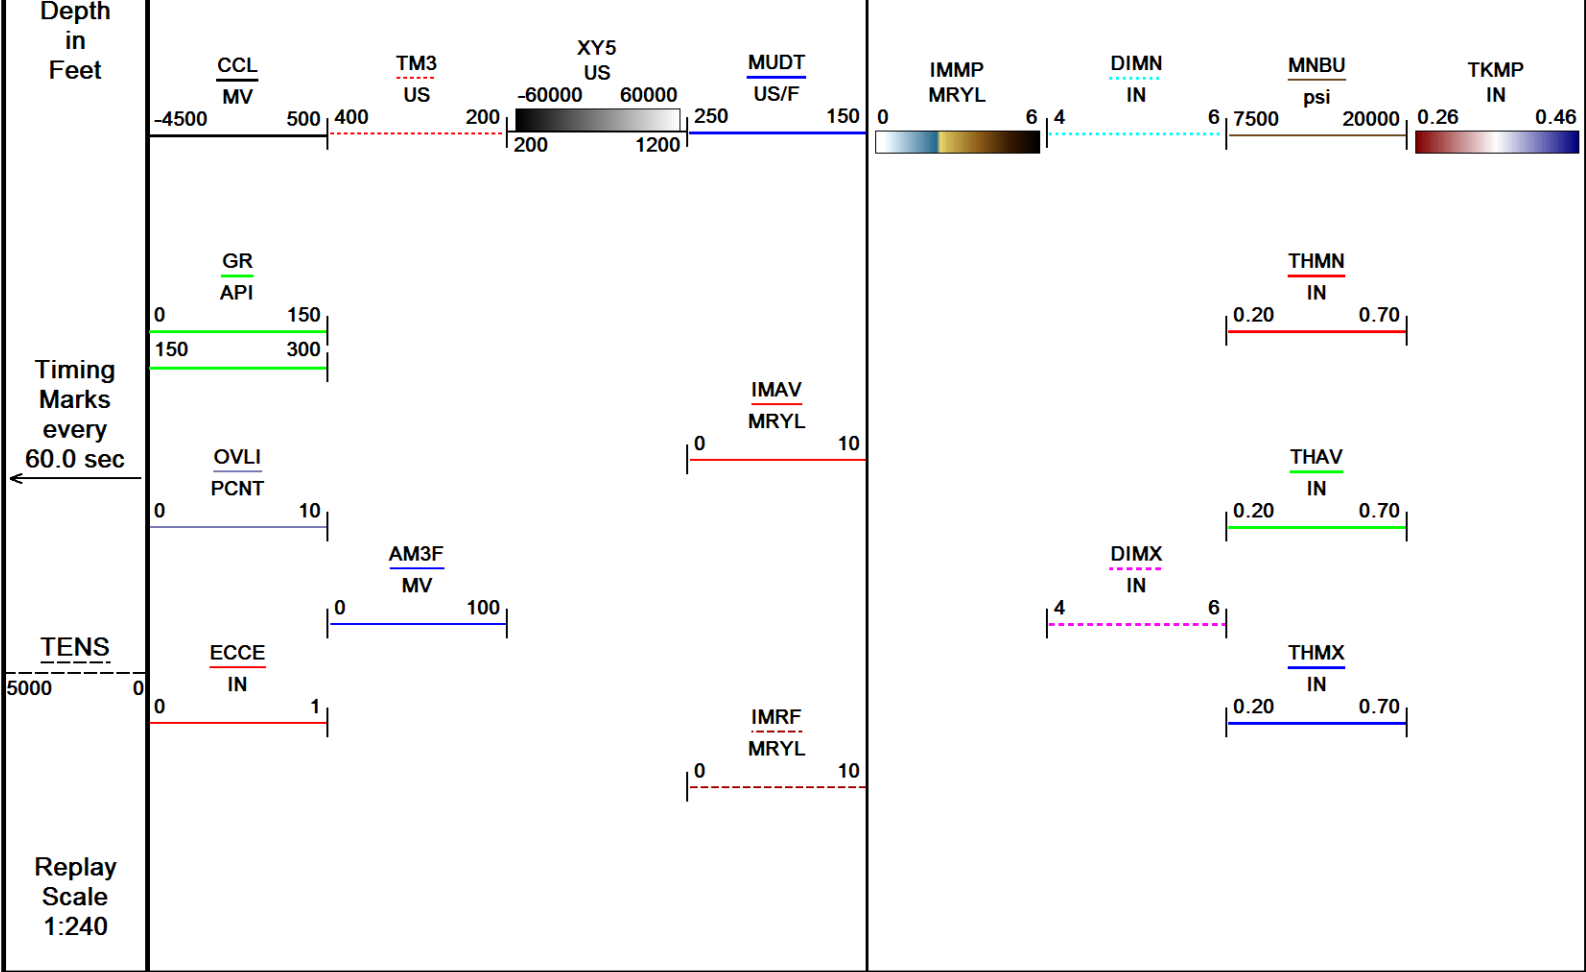 Depth
in
Feet
CCL
MV
-4500 500
TM3
US
400 200
XY5
US
-60000 60000
200 1200
MUDT
US/F
250 150
IMMP
MRYL
0 6
DIMN
IN
4 6
MNBU
psi
7500 20000
TKMP
IN
0.26 0.46
GR
API
0 150
150 300
THMN
IN
0.20 0.70
Timing
Marks
every
60.0 sec
IMAV
MRYL
0 10
OVLI
PCNT
0 10
THAV
IN
0.20 0.70
AM3F
MV
0 100
DIMX
IN
4 6
TENS
5000 0
ECCE
IN
0 1
THMX
IN
0.20 0.70
IMRF
MRYL
0 10
Replay
Scale
1:240